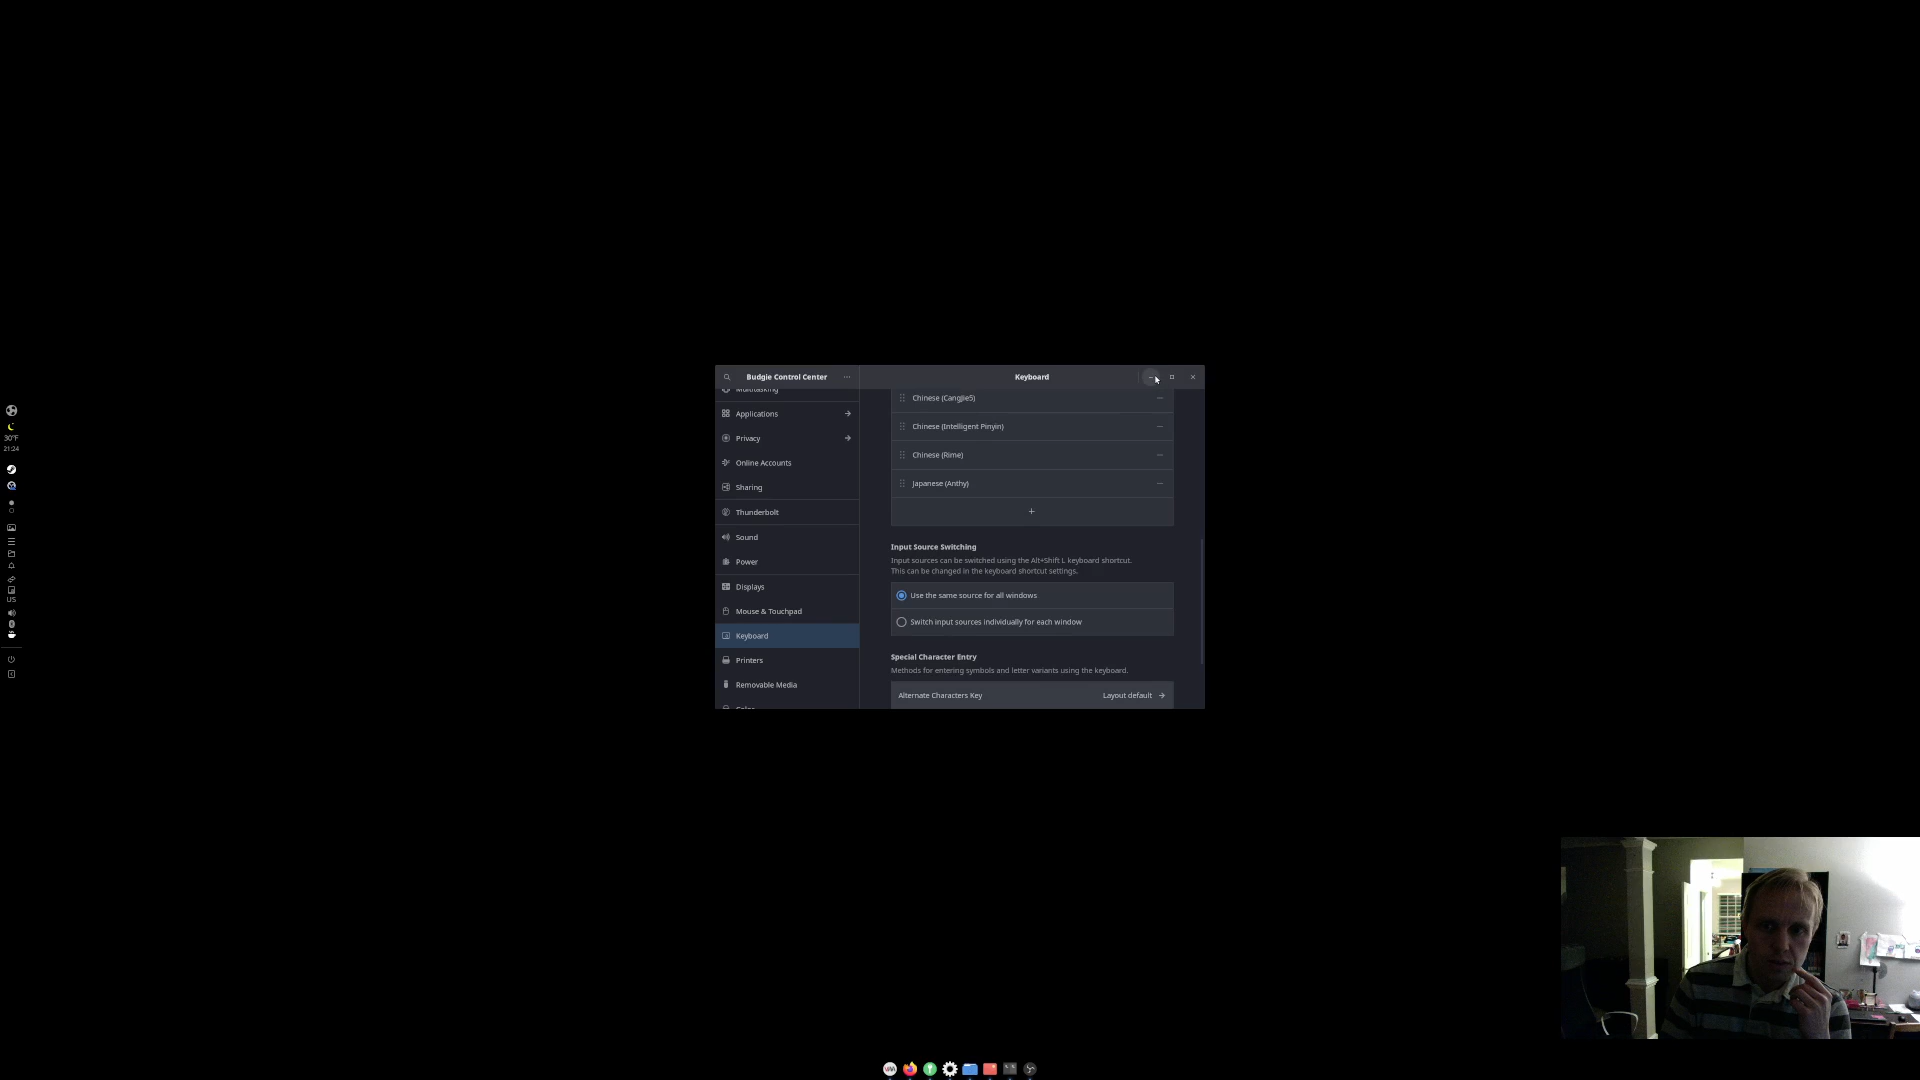 Budgie Control Center
Keyboard
Multitasking
Applications
Privacy
Online Accounts
Sharing
Thunderbolt
Sound
Power
Displays
Mouse & Touchpad
Keyboard
Printers
Removable Media
Color
Chinese (CangJie5)
Chinese (Intelligent Pinyin)
Chinese (Rime)
Japanese (Anthy)
Input Source Switching
Input sources can be switched using the Alt+Shift L keyboard shortcut.
This can be changed in the keyboard shortcut settings.
Use the same source for all windows
Switch input sources individually for each window
Special Character Entry
Methods for entering symbols and letter variants using the keyboard.
Alternate Characters Key Layout default
30°F
21:24
US